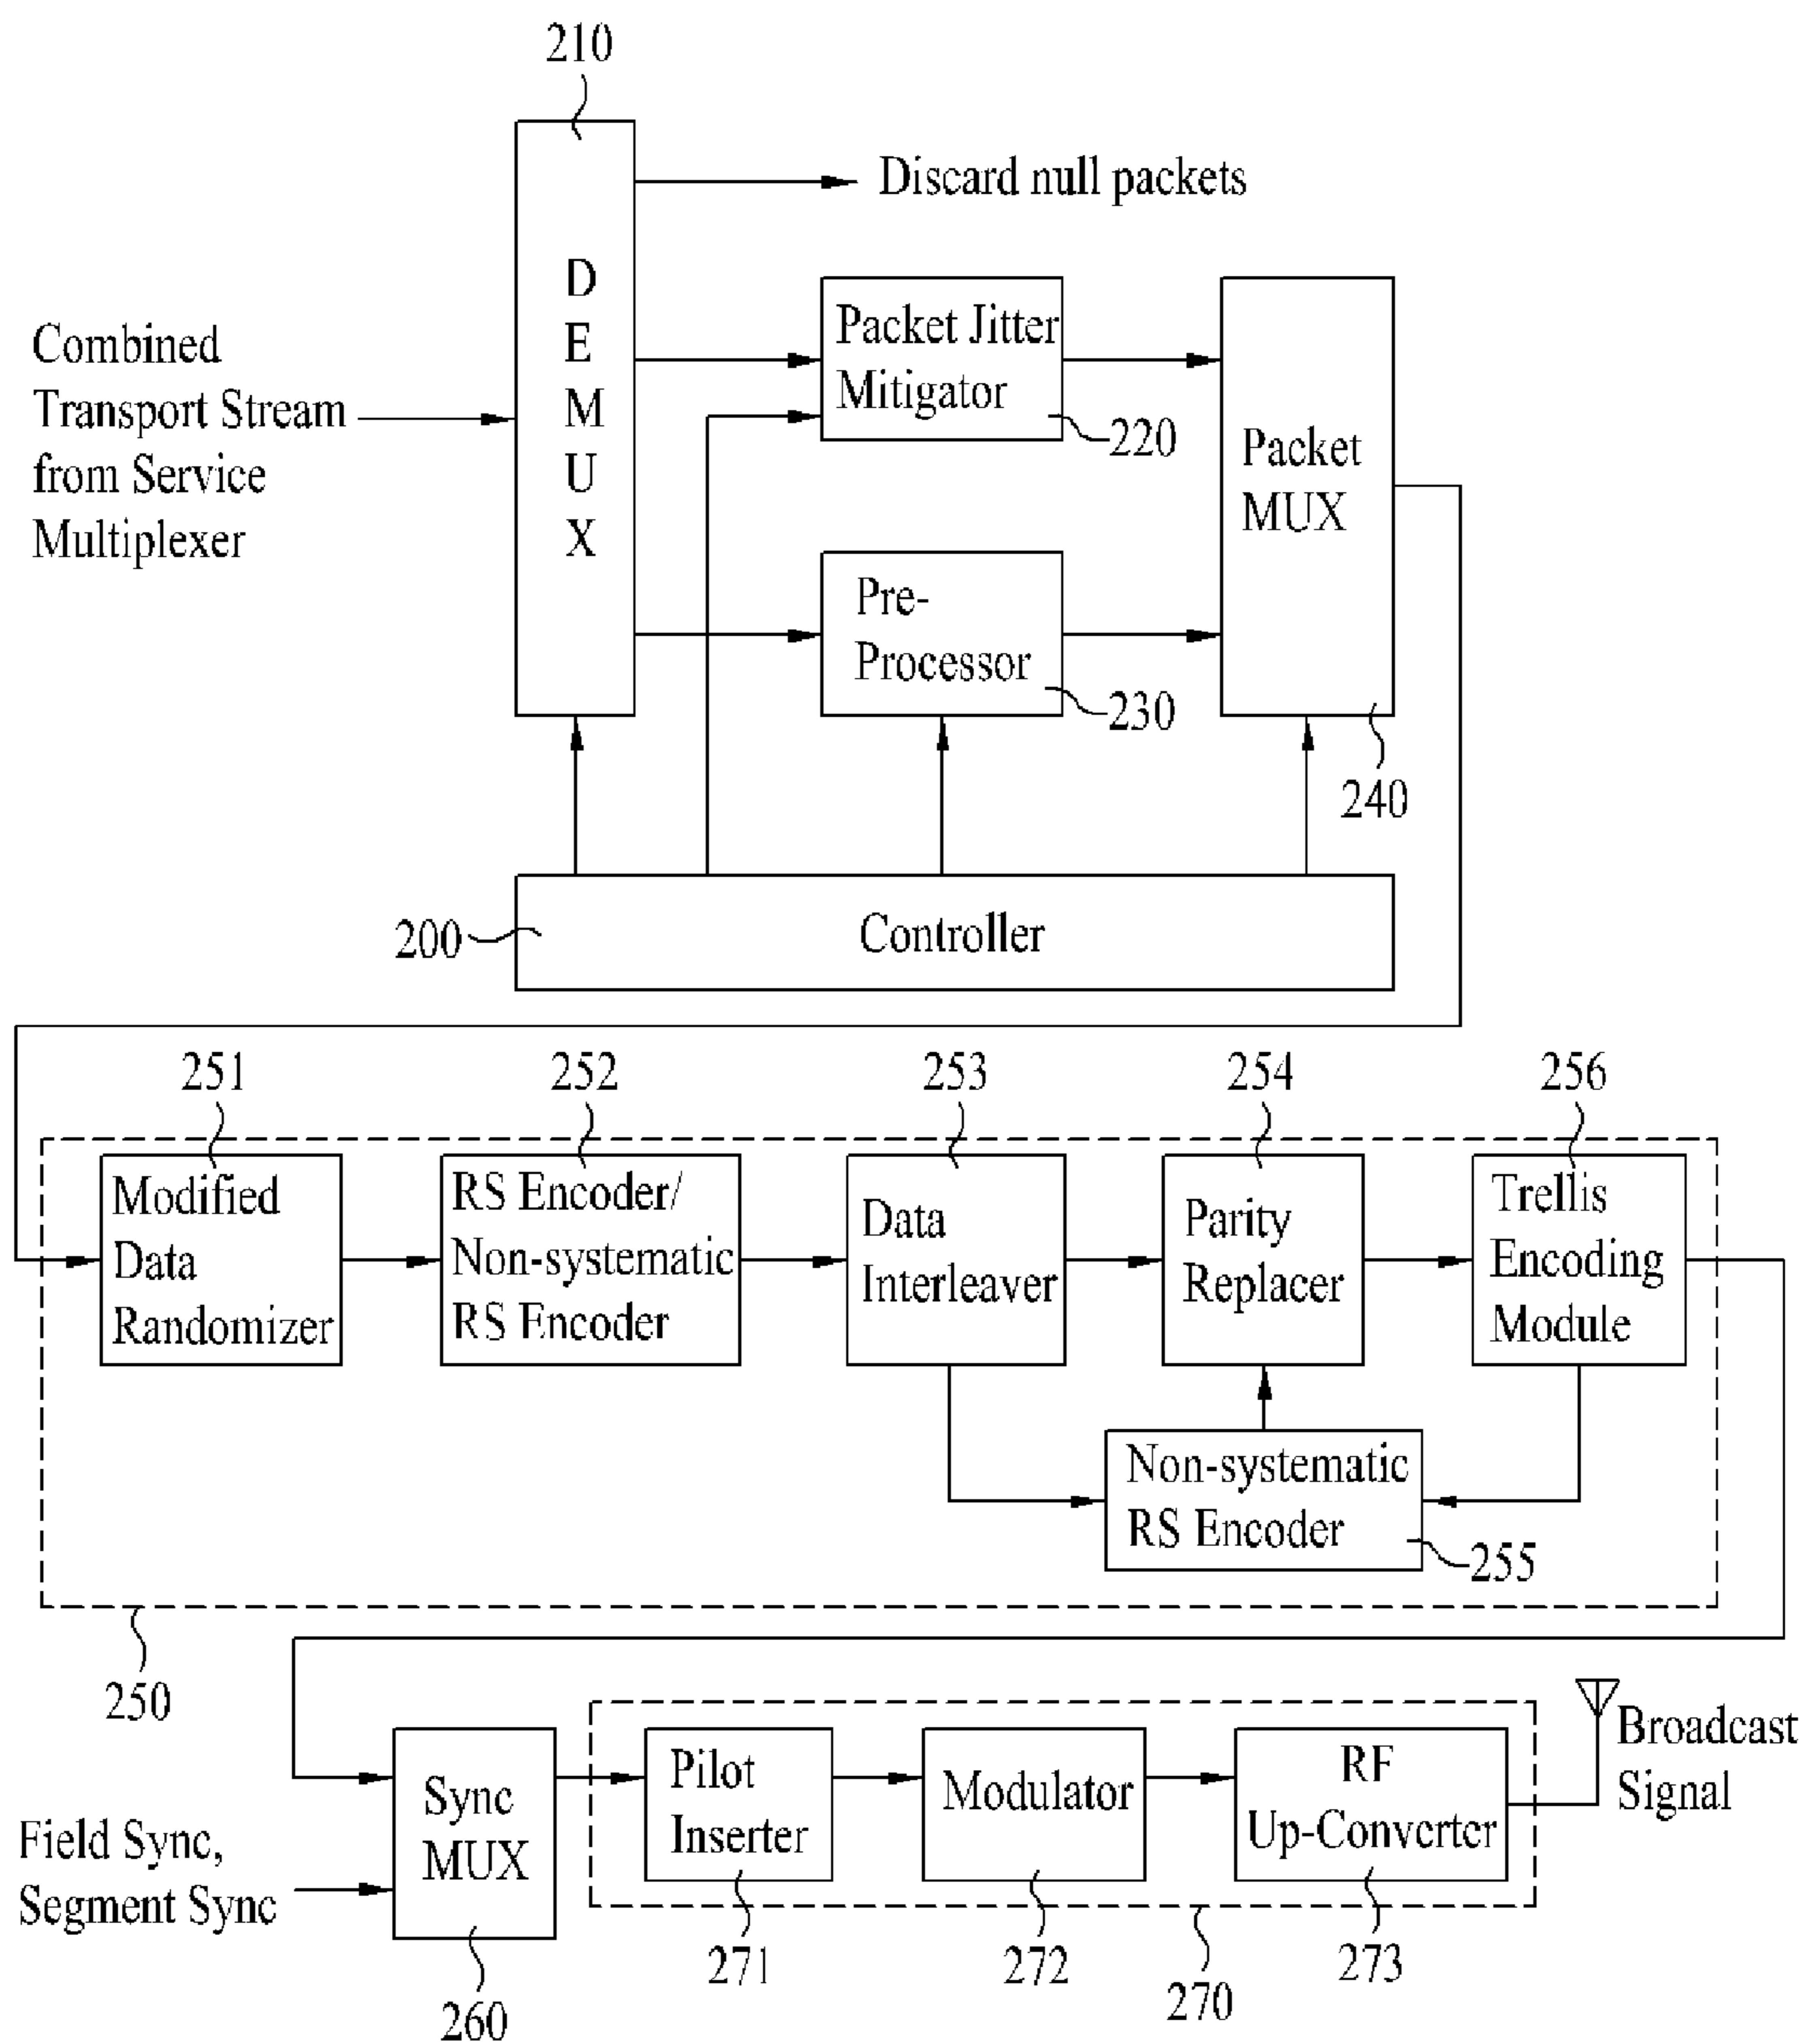 210
Discard null packets
DEMUX
Combined
Transport Stream
from Service
Multiplexer
Packet Jitter
Mitigator
220
Packet
MUX
Pre-
Processor
230
240
200
Controller
251
252
253
254
256
Modified
Data
Randomizer
RS Encoder/
Non-systematic
RS Encoder
Data
Interleaver
Parity
Replacer
Trellis
Encoding
Module
Non-systematic
RS Encoder
255
250
Broadcast
Signal
Sync
MUX
Pilot
Inserter
Modulator
RF
Up-Converter
Field Sync,
Segment Sync
260
271
272
270
273